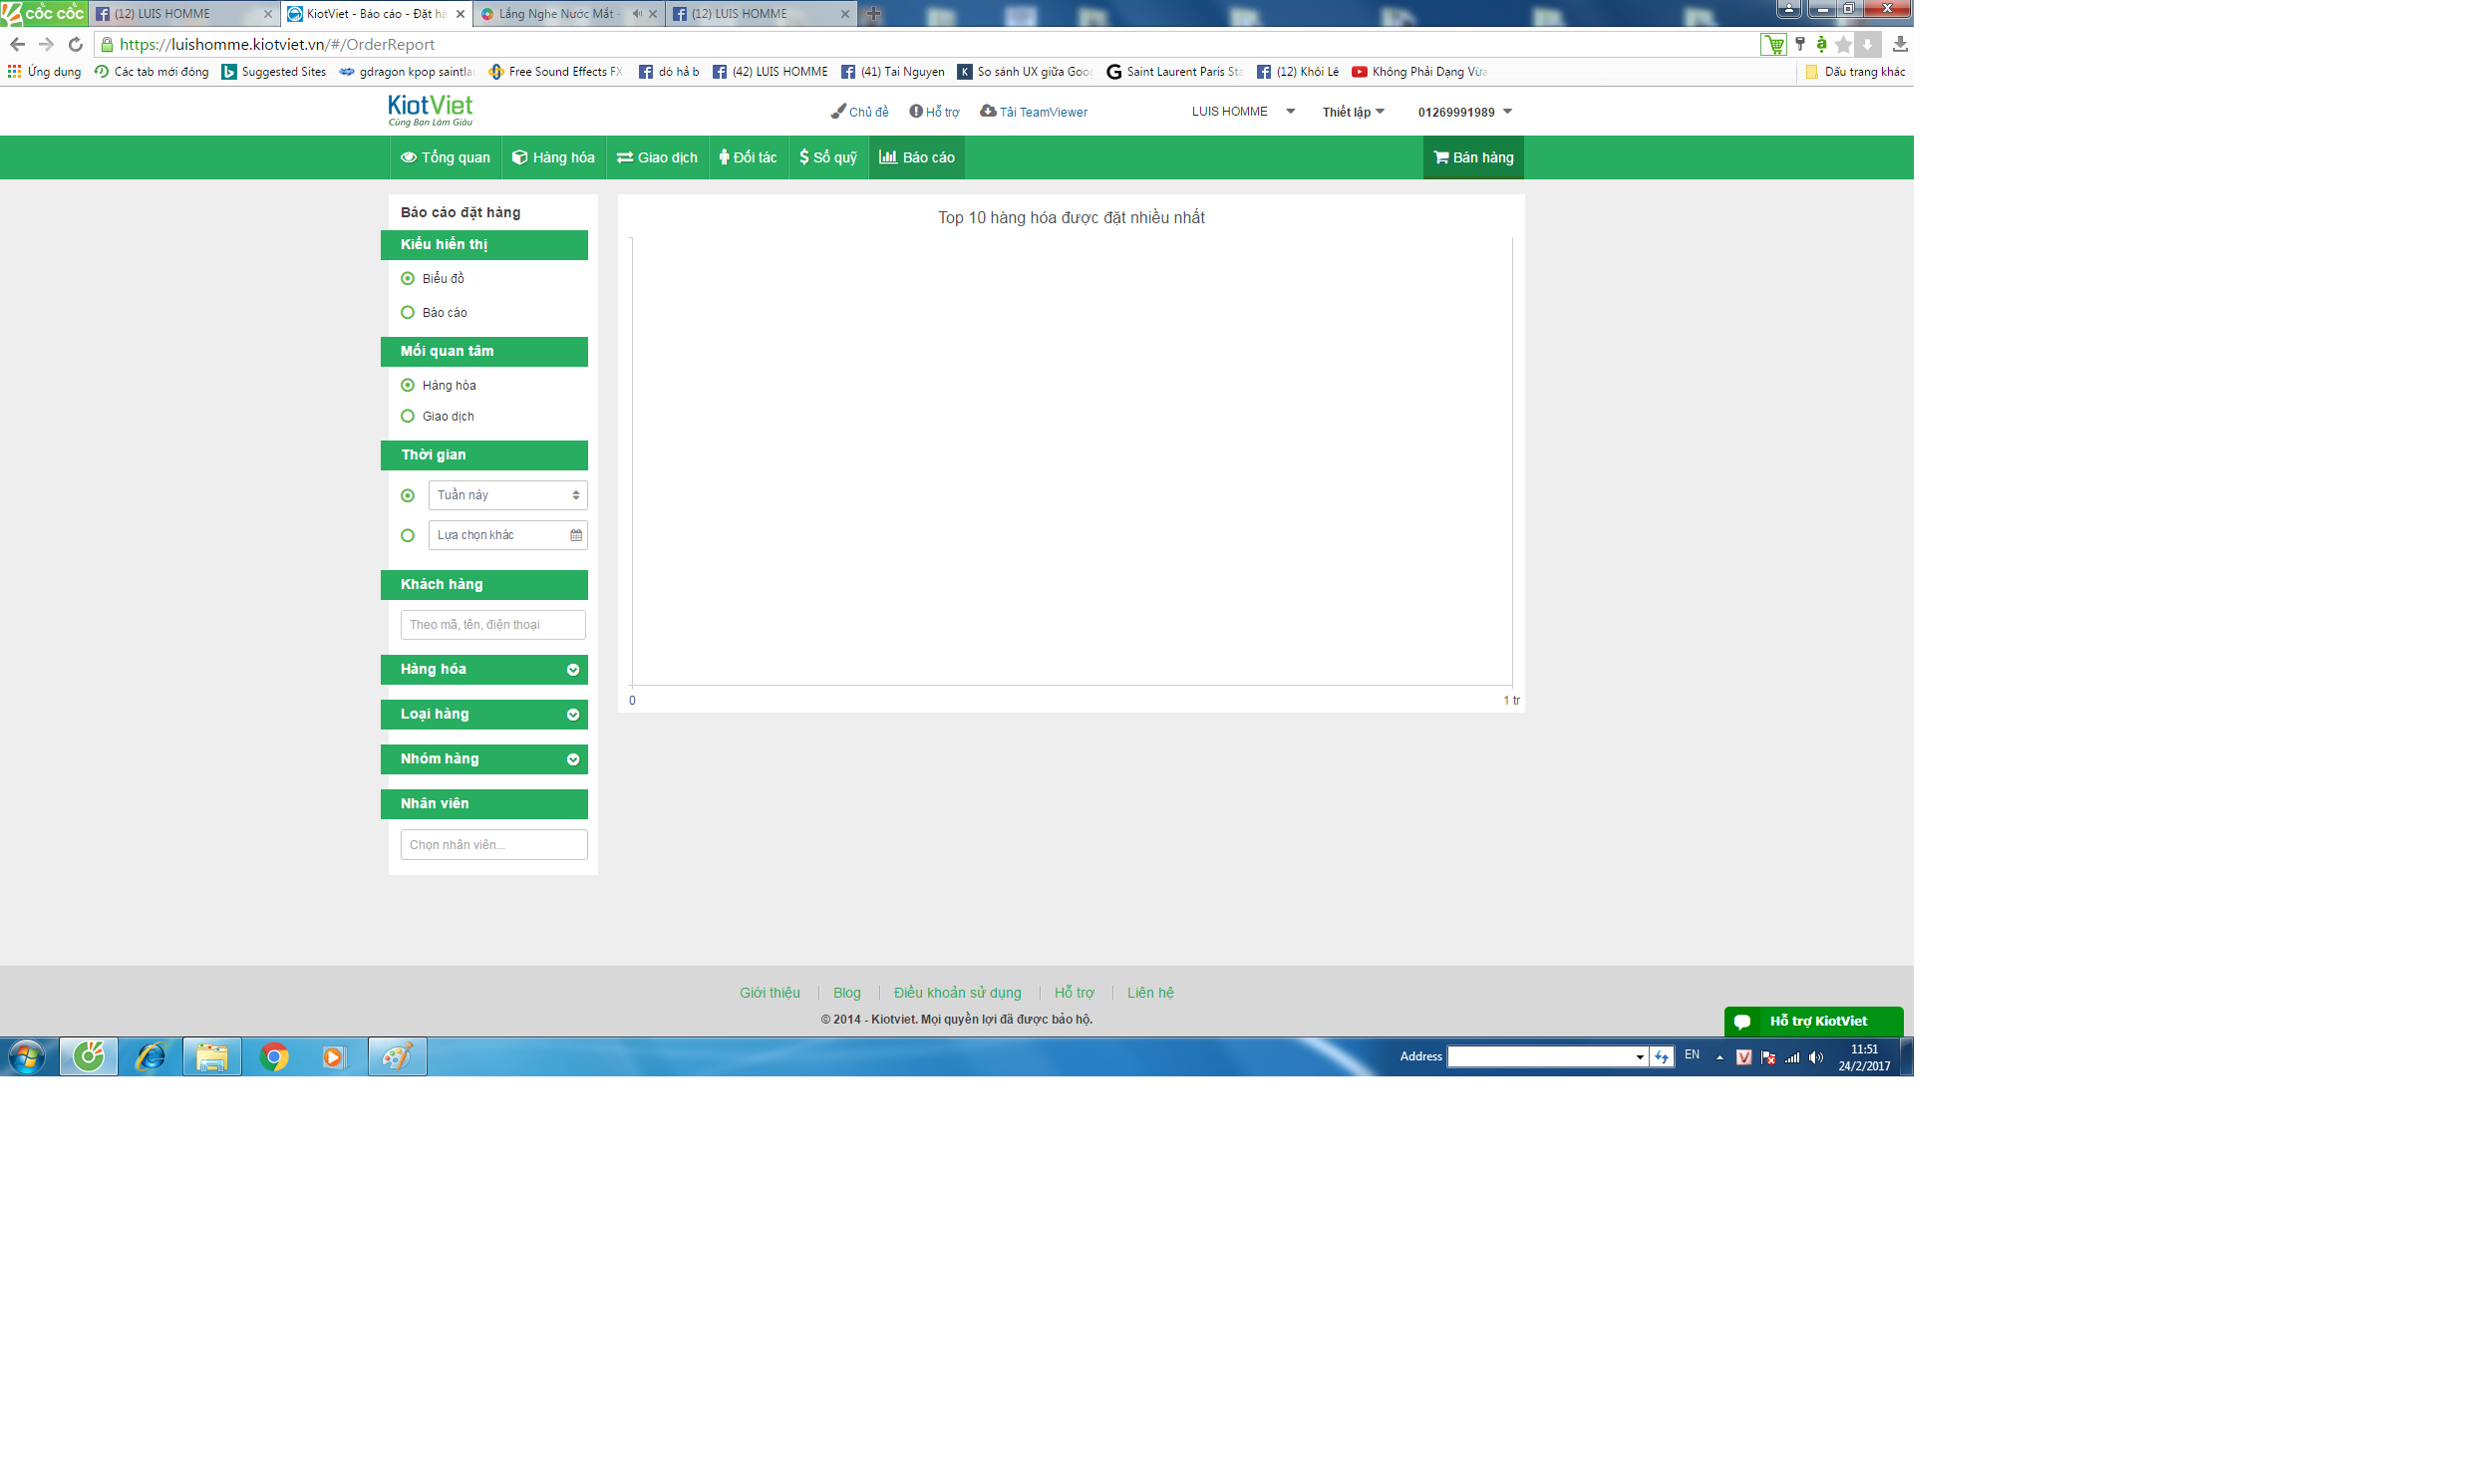 cốc cốc (12) LUIS HOMME KiotViet - Báo cáo - Đặt hà Lắng Nghe Nước Mắt - (12) LUIS HOMME
https://luishomme.kiotviet.vn/#/OrderReport
Ứng dụng Các tab mới đóng Suggested Sites gdragon kpop saintla Free Sound Effects FX dó hả b (42) LUIS HOMME (41) Tai Nguyen So sánh UX giữa Goog Saint Laurent Paris Sta (12) Khôi Lê Không Phải Dạng Vừa Dấu trang khác
KiotViet
Cùng Bạn Làm Giàu
Chủ đề Hỗ trợ Tải TeamViewer LUIS HOMME Thiết lập 01269991989
Tổng quan Hàng hóa Giao dịch Đối tác Sổ quỹ Báo cáo Bán hàng
Báo cáo đặt hàng
Kiểu hiển thị
Biểu đồ
Báo cáo
Mối quan tâm
Hàng hóa
Giao dịch
Thời gian
Tuần này
Lựa chọn khác
Khách hàng
Theo mã, tên, điện thoại
Hàng hóa
Loại hàng
Nhóm hàng
Nhân viên
Chọn nhân viên...
Top 10 hàng hóa được đặt nhiều nhất
0 1 tr
Giới thiệu Blog Điều khoản sử dụng Hỗ trợ Liên hệ
© 2014 - Kiotviet. Mọi quyền lợi đã được bảo hộ.
Hỗ trợ KiotViet
Address EN 11:51
24/2/2017